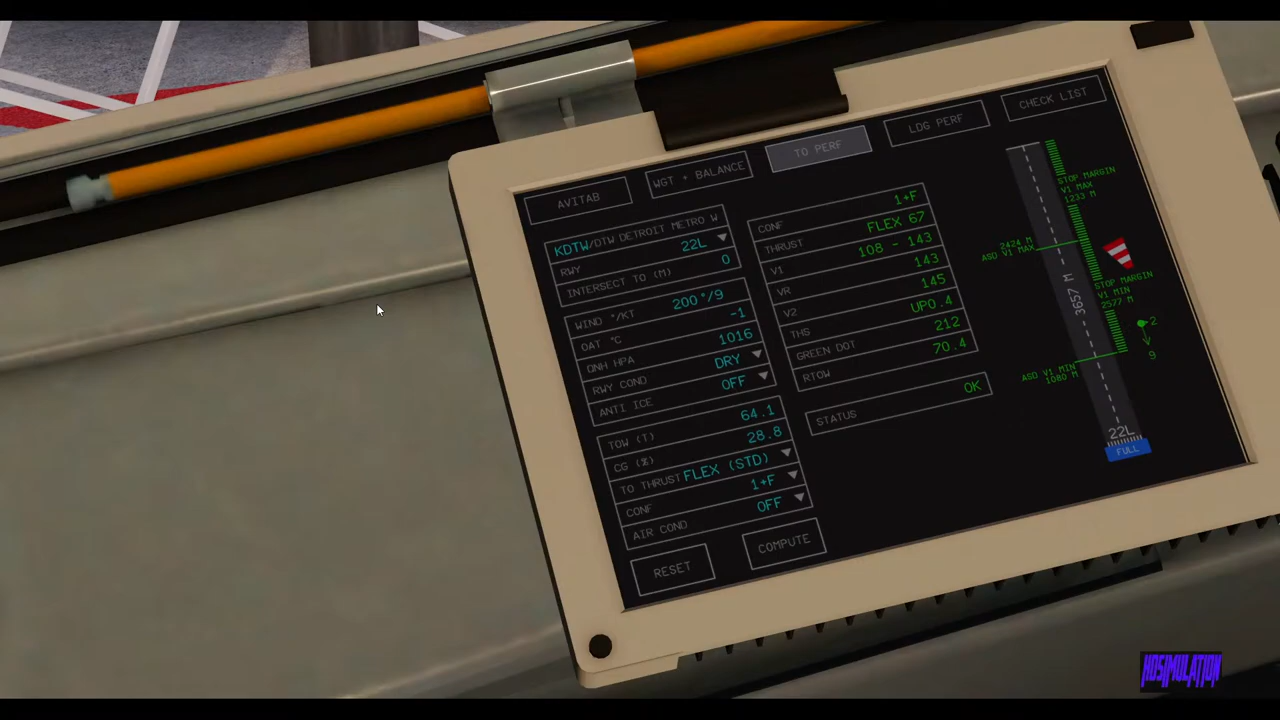 AVITAB
WGT * BALANCE
TO PERF
LDG PERF
CHECK LIST
KDTW/DTW DETROIT METRO W
RWY 22L
INTERSECT TO (M) 0
WIND °/KT 200°/9
OAT °C -1
QNH HPA 1016
RWY COND DRY
ANTI ICE OFF
TOW (T) 64.1
CG (%) 28.8
TO THRUST FLEX (STD)
CONF 1+F
AIR COND OFF
RESET
COMPUTE
CONF 1+F
THRUST FLEX 67
V1 108 - 143
VR 143
V2 145
THS UP0.4
GREEN DOT 212
RTOW 70.4
STATUS OK
STOP MARGIN
V1 MAX
1233 M
2424 M
ASD V1 MAX
3657 M
STOP MARGIN
V1 MIN
2577 M
2
9
ASD V1 MIN
1080 M
22L
FULL
HDSIMULATION